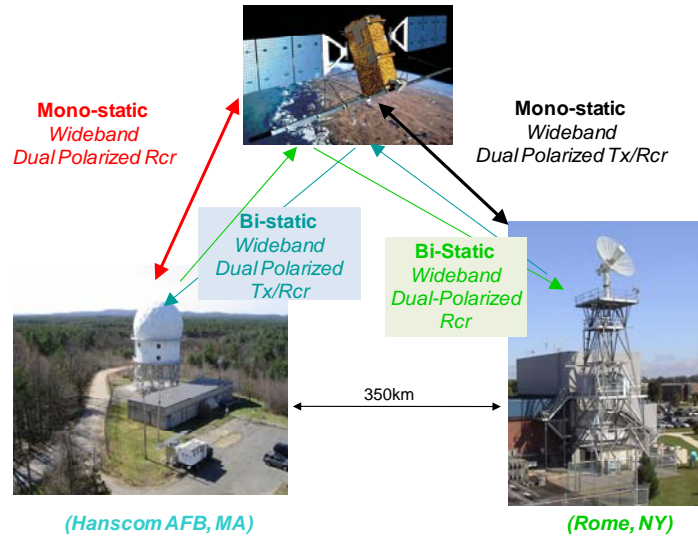 Mono-static
Wideband
Dual Polarized Rcr
Mono-static
Wideband
Dual Polarized Tx/Rcr
Bi-static
Wideband
Dual Polarized
Tx/Rcr
Bi-Static
Wideband
Dual-Polarized
Rcr
350km
(Hanscom AFB, MA)
(Rome, NY)